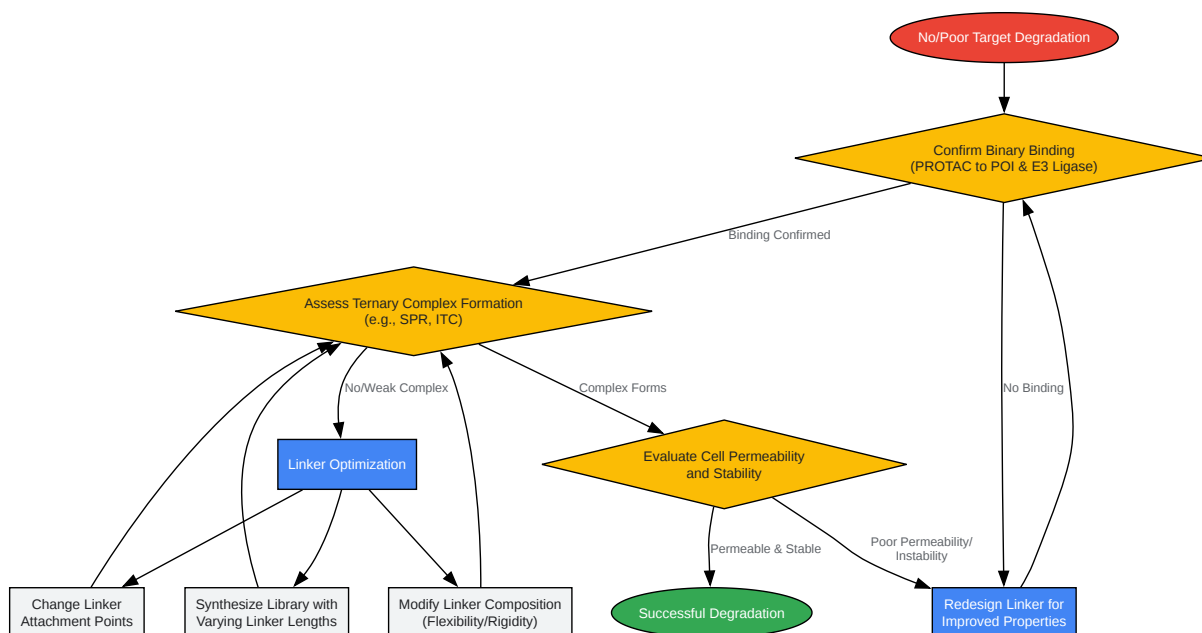 No/Poor Target Degradation
Confirm Binary Binding
(PROTAC to POI & E3 Ligase)
Binding Confirmed
Assess Ternary Complex Formation
(e.g., SPR, ITC)
No/Weak Complex
Complex Forms
No Binding
Linker Optimization
Evaluate Cell Permeability
and Stability
Permeable & Stable
Poor Permeability/
Instability
Change Linker
Attachment Points
Synthesize Library with
Varying Linker Lengths
Modify Linker Composition
(Flexibility/Rigidity)
Successful Degradation
Redesign Linker for
Improved Properties